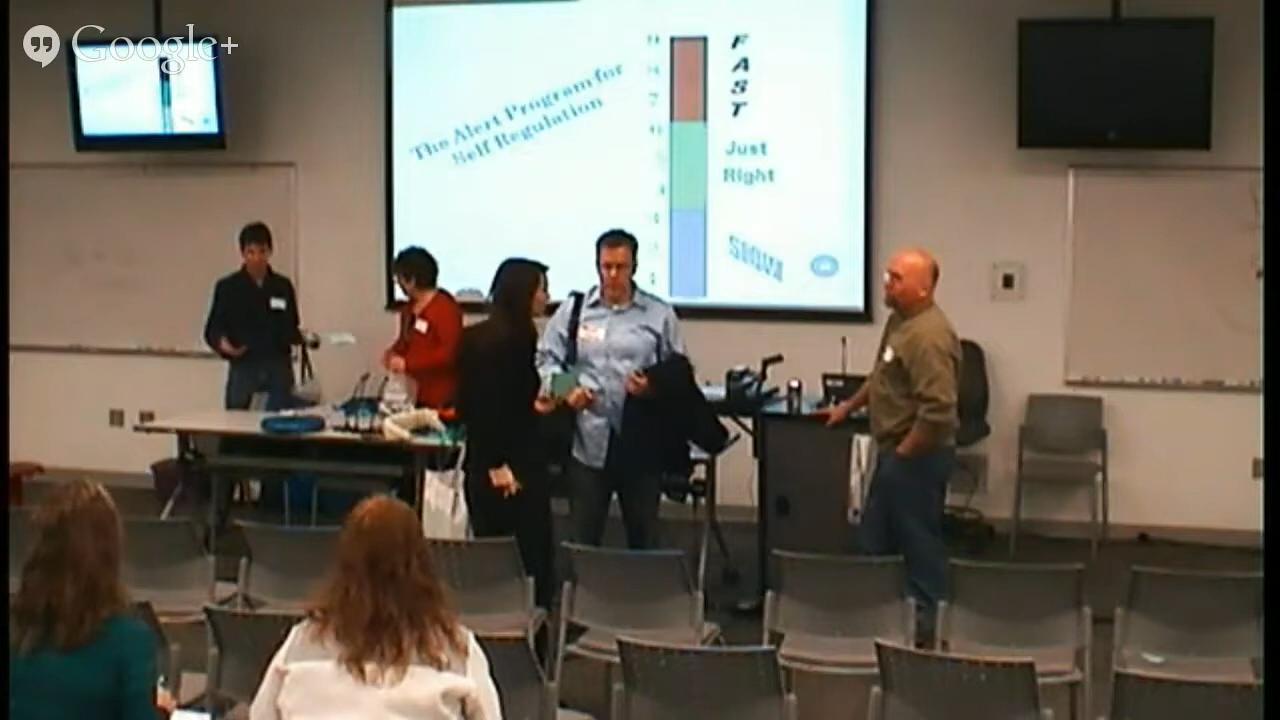 Google+
The Alert Program for
Self Regulation
FAST
Just
Right
SLOW